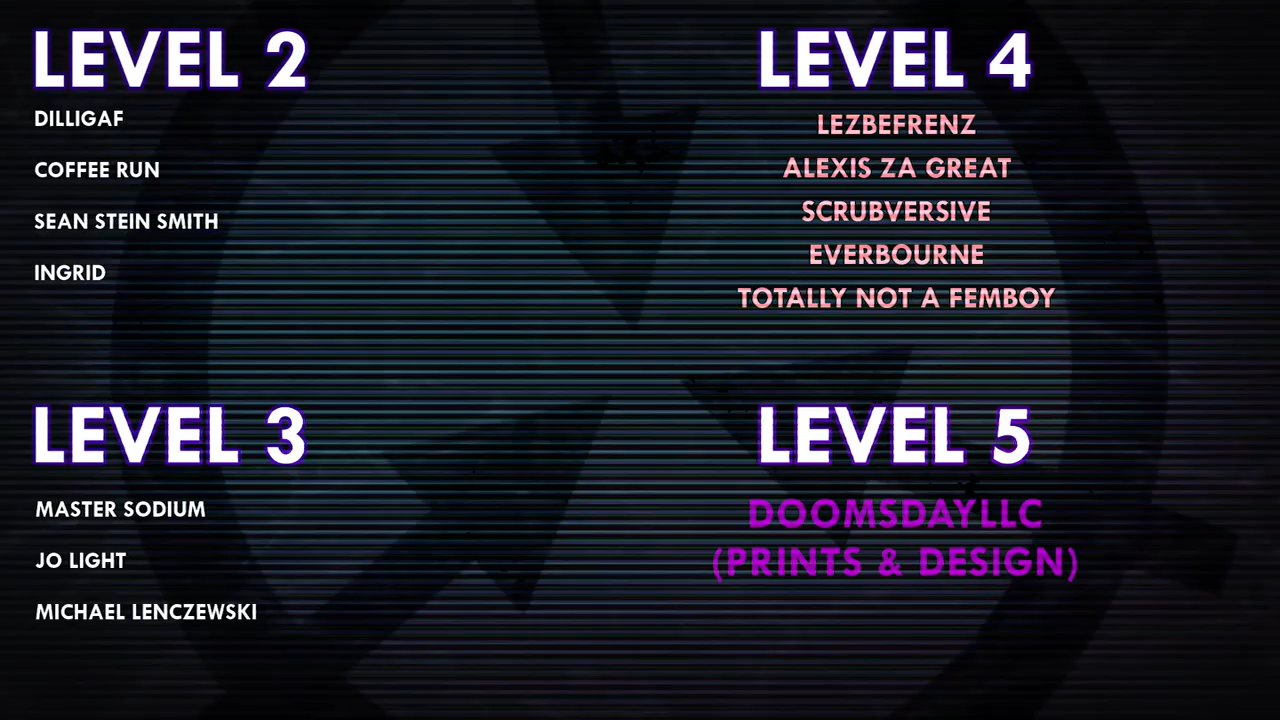 LEVEL 2
DILLIGAF
COFFEE RUN
SEAN STEIN SMITH
INGRID
LEVEL 3
MASTER SODIUM
JO LIGHT
MICHAEL LENCZEWSKI
LEVEL 4
LEZBEFRENZ
ALEXIS ZA GREAT
SCRUBVERSIVE
EVERBOURNE
TOTALLY NOT A FEMBOY
LEVEL 5
DOOMSDAYLLC
(PRINTS & DESIGN)